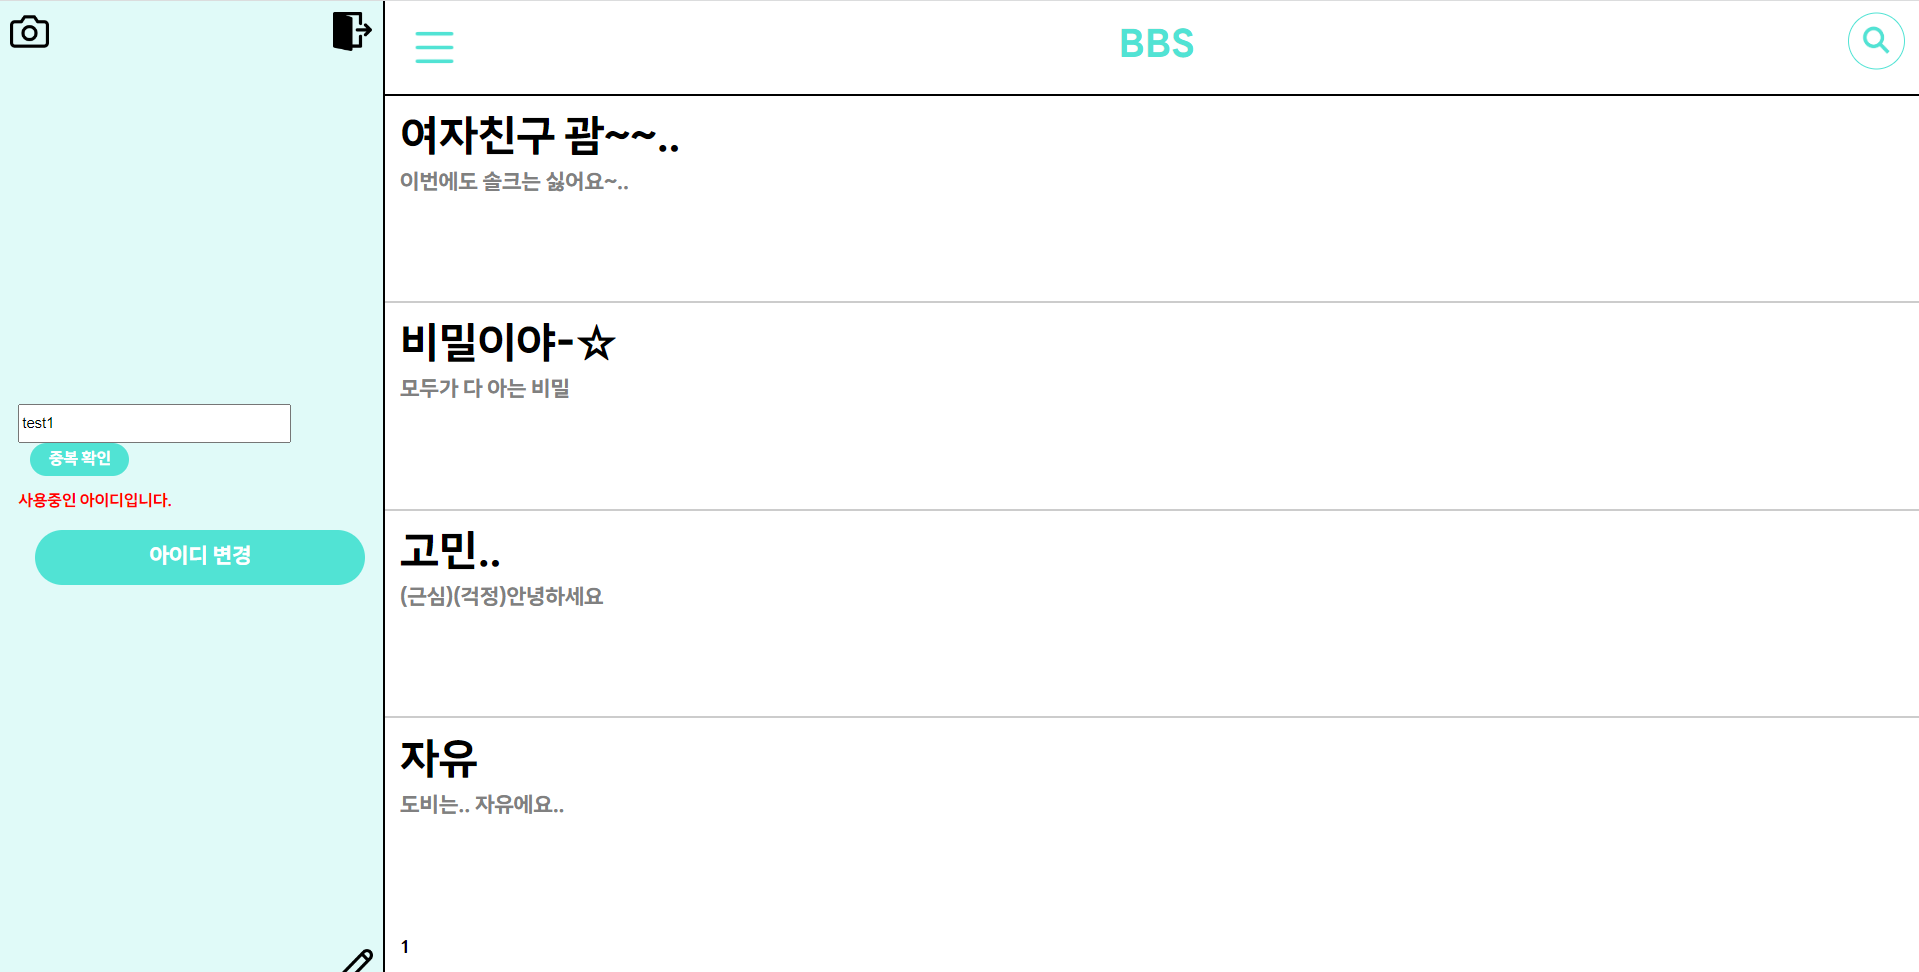 test1
중복 확인
사용중인 아이디입니다.
아이디 변경
BBS
여자친구 괌~~..
이번에도 솔크는 싫어요~..
비밀이야-☆
모두가 다 아는 비밀
고민..
(근심)(걱정)안녕하세요
자유
도비는.. 자유에요..
1